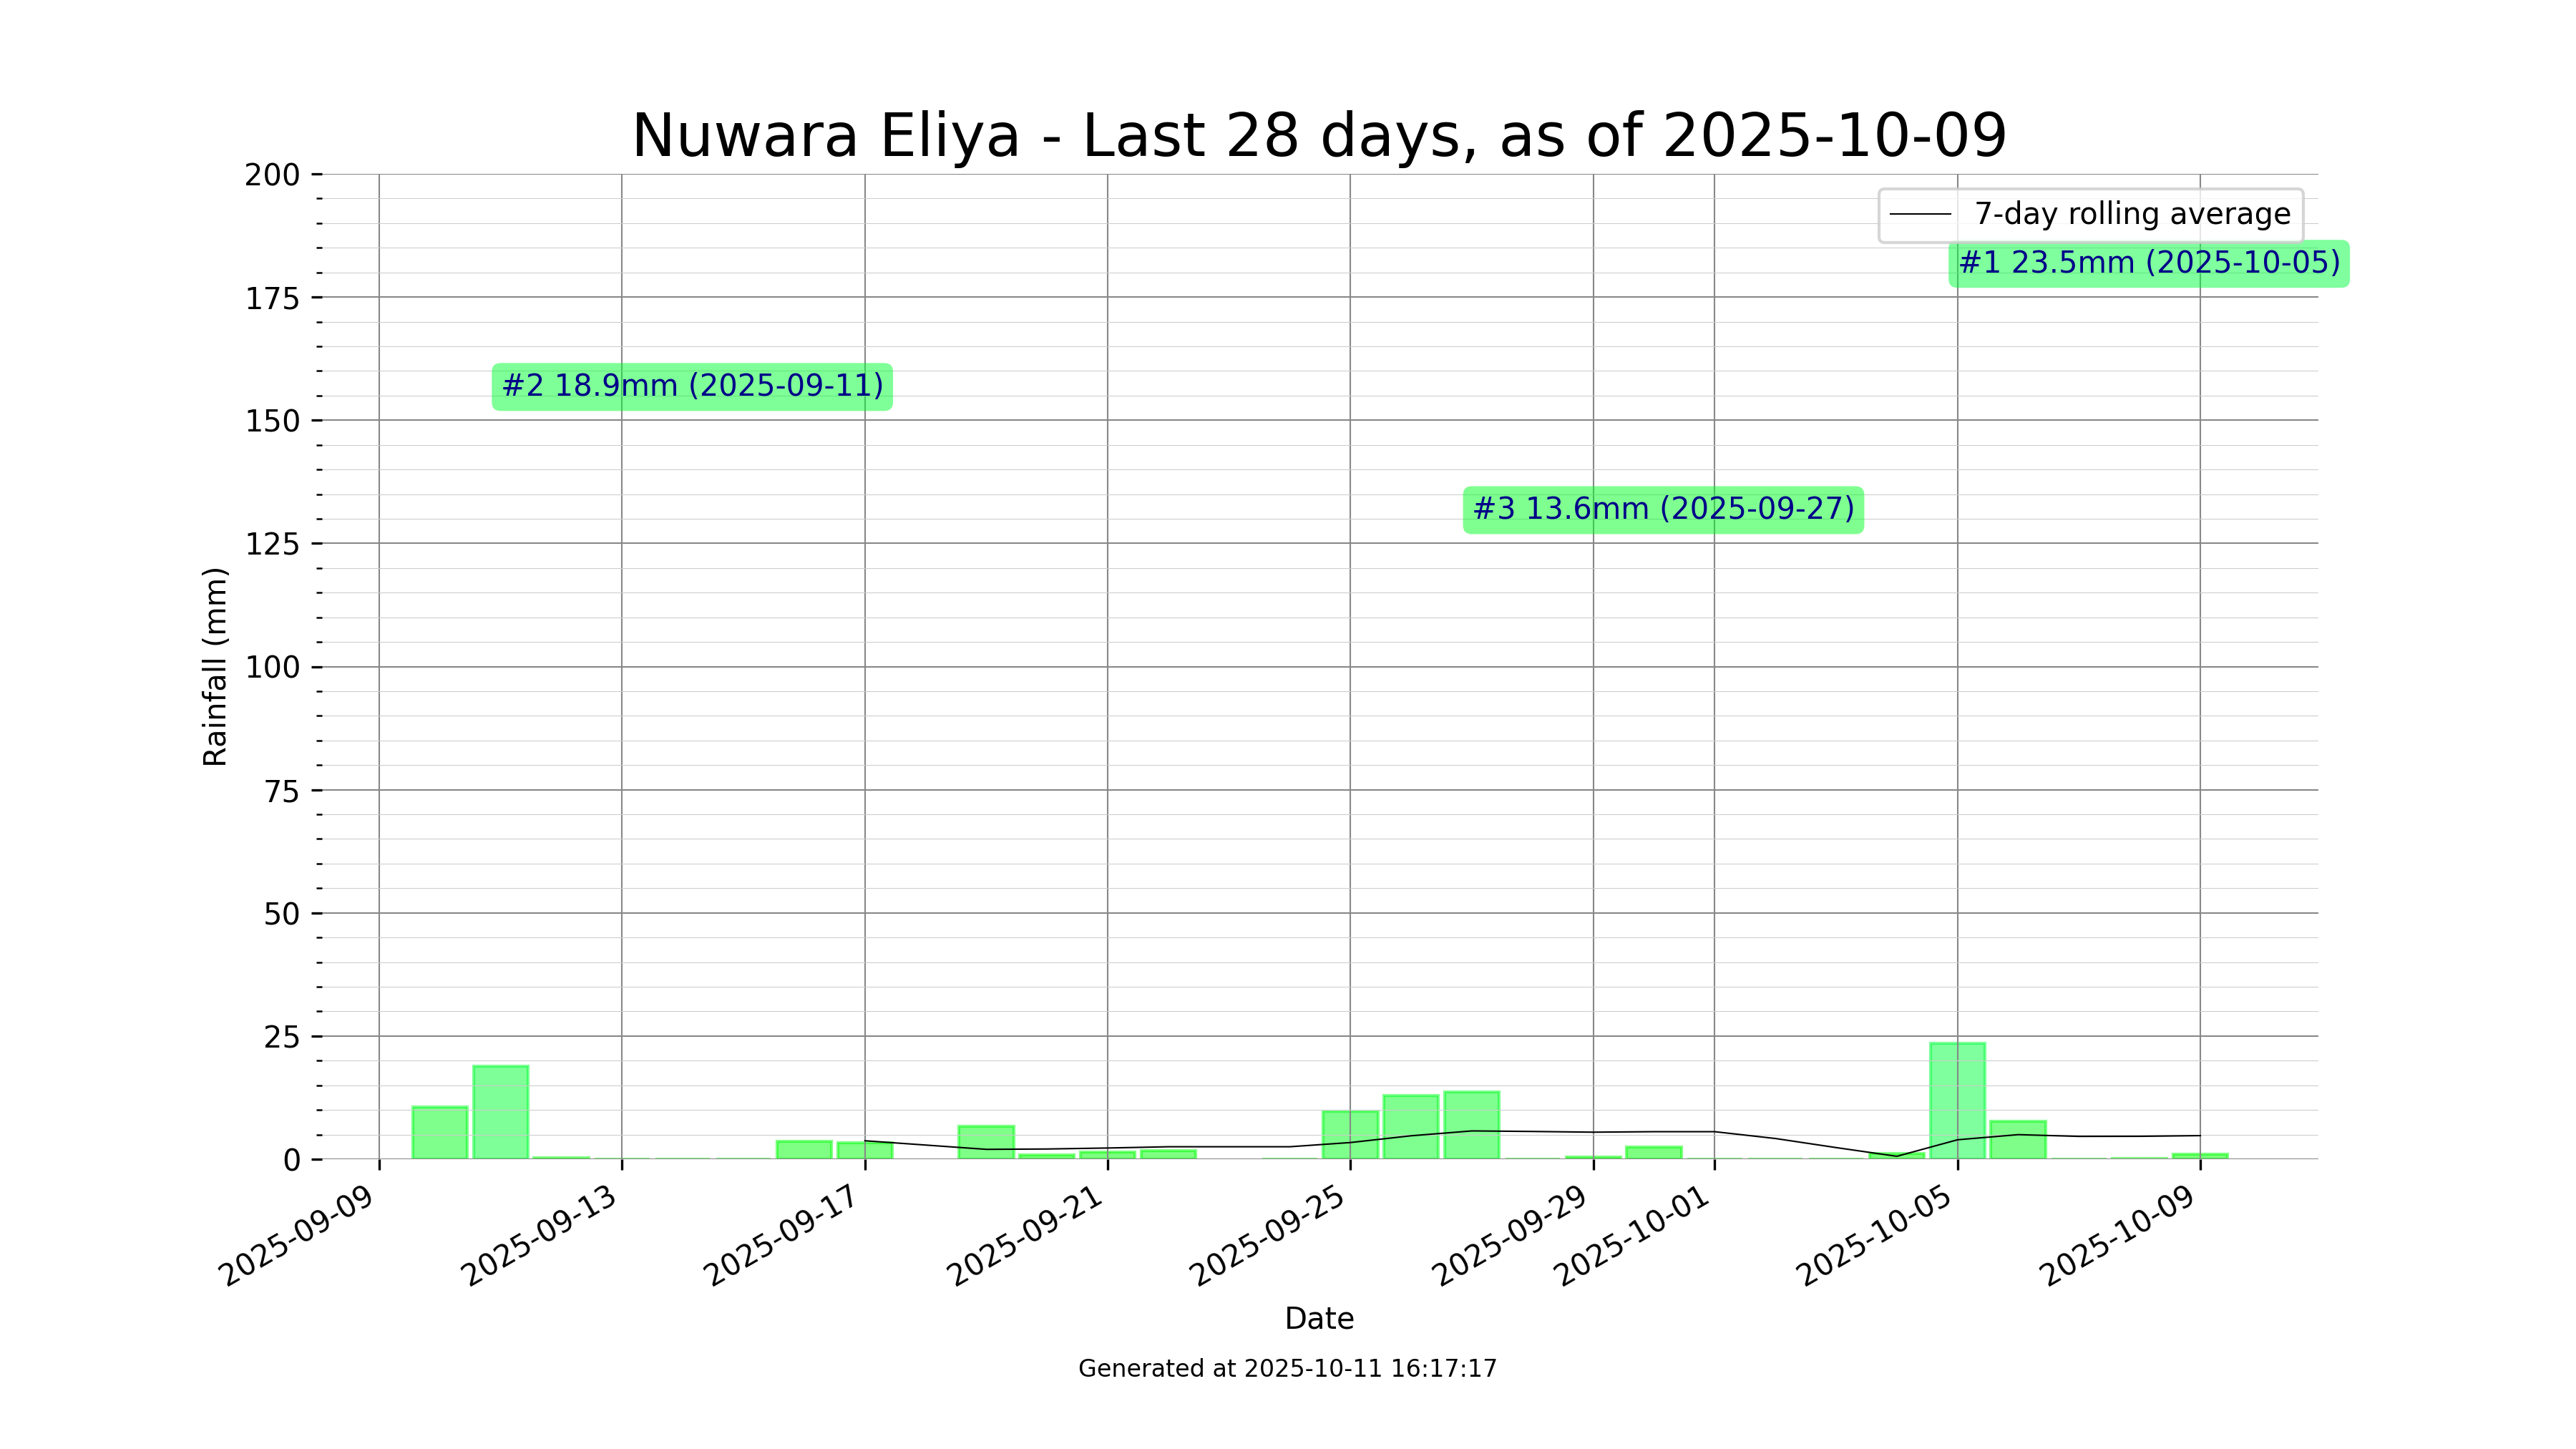 Nuwara Eliya - Last 28 days, as of 2025-10-09
200
175
150
125
100
75
50
25
0
Rainfall (mm)
7-day rolling average
#1 23.5mm (2025-10-05)
#2 18.9mm (2025-09-11)
#3 13.6mm (2025-09-27)
2025-09-09
2025-09-13
2025-09-17
2025-09-21
2025-09-25
2025-09-29
2025-10-01
2025-10-05
2025-10-09
Date
Generated at 2025-10-11 16:17:17